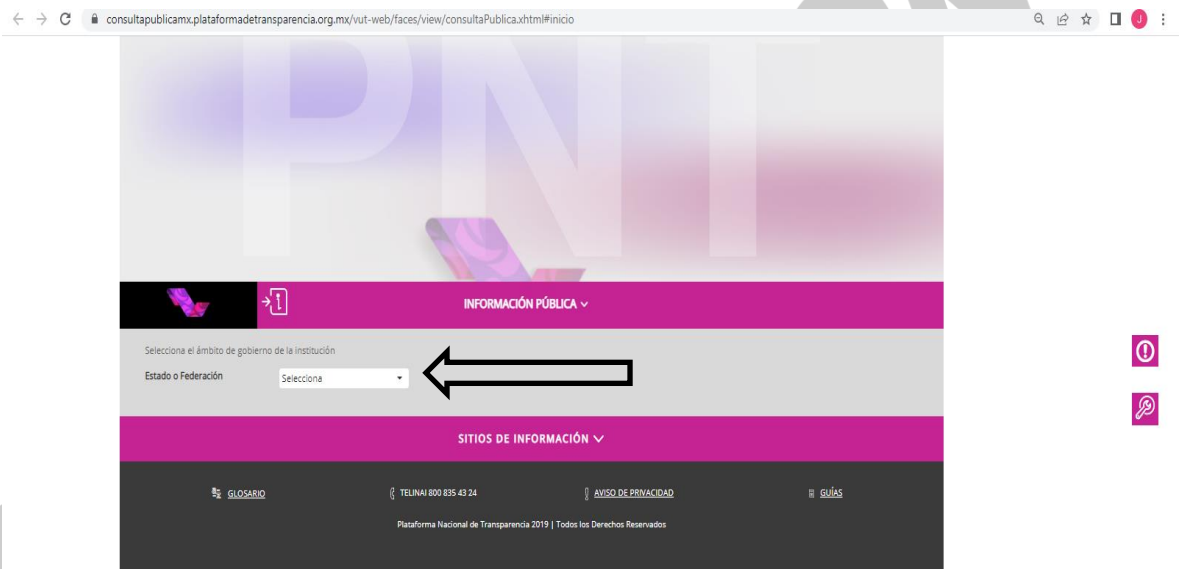 consultapublicamx.plataformadetransparencia.org.mx/vut-web/faces/view/consultaPublica.xhtml#inicio
J
PNT
INFORMACIÓN PÚBLICA
Selecciona el ámbito de gobierno de la institución
Estado o Federación
Selecciona
SITIOS DE INFORMACIÓN
GLOSARIO
TELINAI 800 835 43 24
AVISO DE PRIVACIDAD
GUÍAS
Plataforma Nacional de Transparencia 2019 | Todos los Derechos Reservados